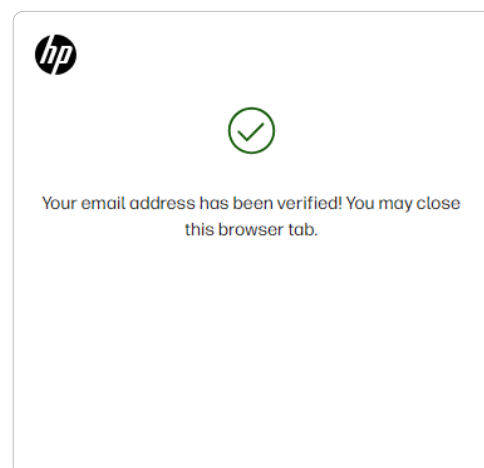 hp
Your email address has been verified! You may close
this browser tab.